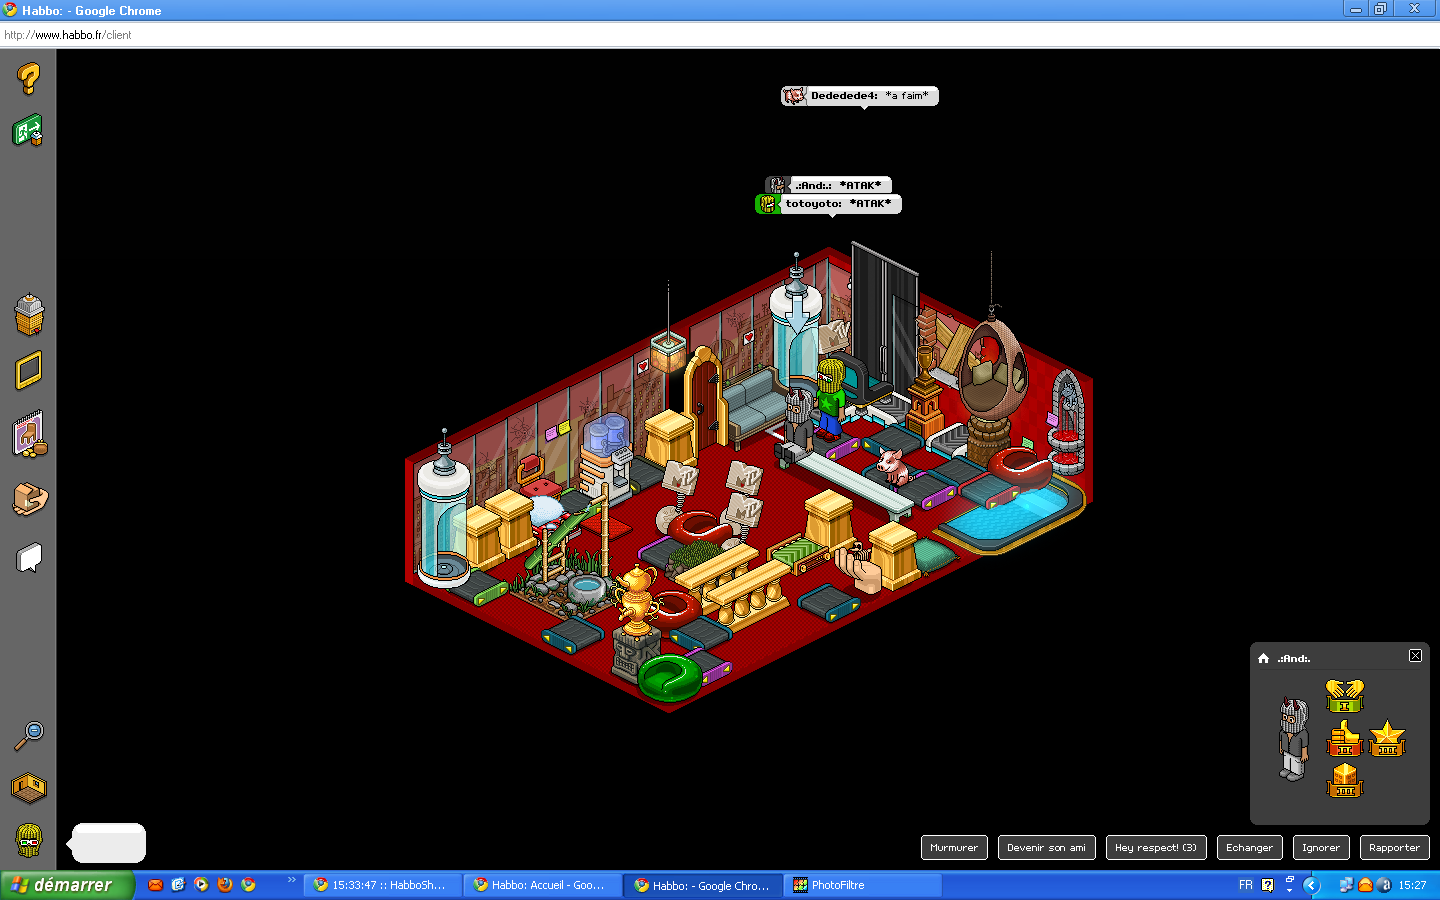 Habbo: - Google Chrome
http://www.habbo.fr/client
Dededede4: *a faim*
.:And:.: *ATAK*
totoyoto: *ATAK*
.:And:.
Murmurer
Devenir son ami
Hey respect! (3)
Echanger
Ignorer
Rapporter
démarrer
15:33:47 :: HabboSh...
Habbo: Accueil - Goo...
Habbo: - Google Chro...
PhotoFiltre
FR
15:27